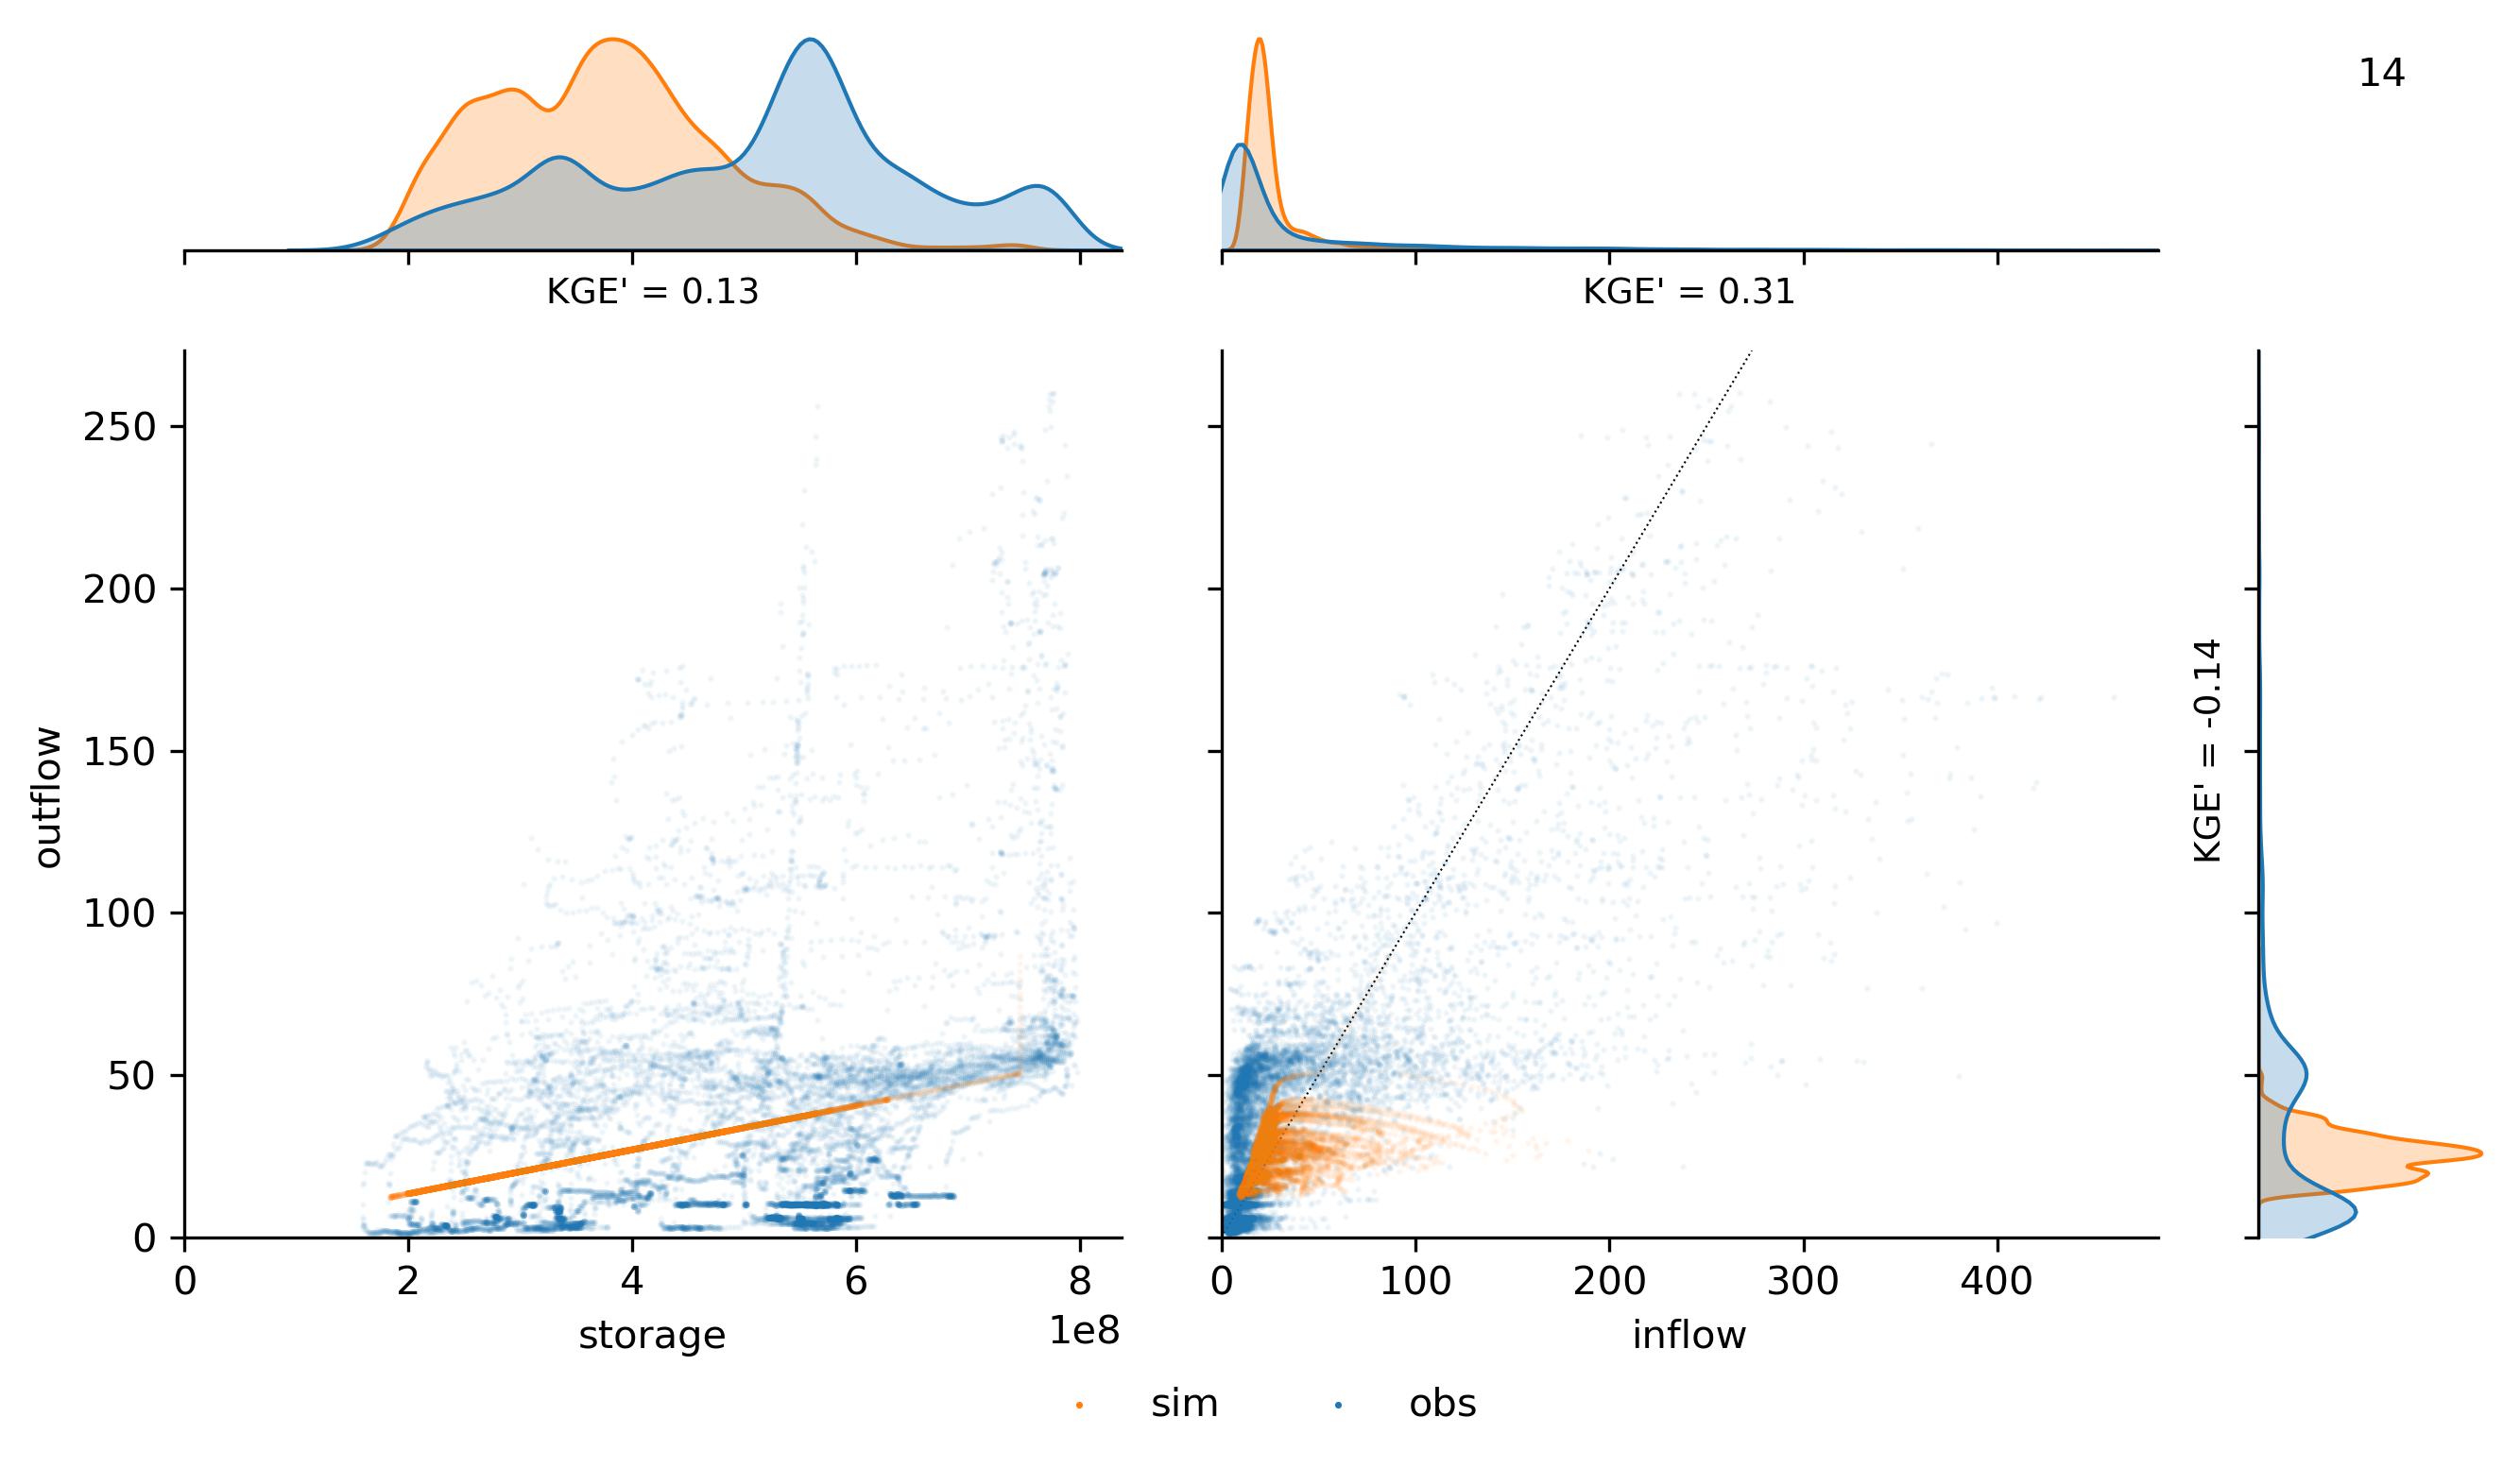 14
KGE' = 0.13
KGE' = 0.31
outflow
250
200
150
100
50
0
KGE' = -0.14
0 2 4 6 8
1e8
storage
0 100 200 300 400
inflow
sim obs